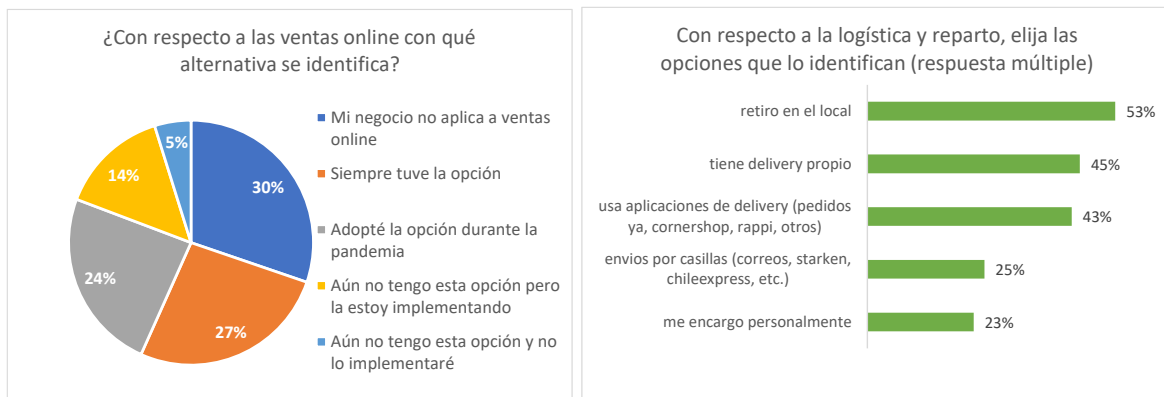 ¿Con respecto a las ventas online con qué
alternativa se identifica?
5%
14%
30%
24%
27%
Mi negocio no aplica a ventas
online
Siempre tuve la opción
Adopté la opción durante la
pandemia
Aún no tengo esta opción pero
la estoy implementando
Aún no tengo esta opción y no
lo implementaré
Con respecto a la logística y reparto, elija las
opciones que lo identifican (respuesta múltiple)
retiro en el local
53%
tiene delivery propio
45%
usa aplicaciones de delivery (pedidos
ya, cornershop, rappi, otros)
43%
envios por casillas (correos, starken,
chileexpress, etc.)
25%
me encargo personalmente
23%